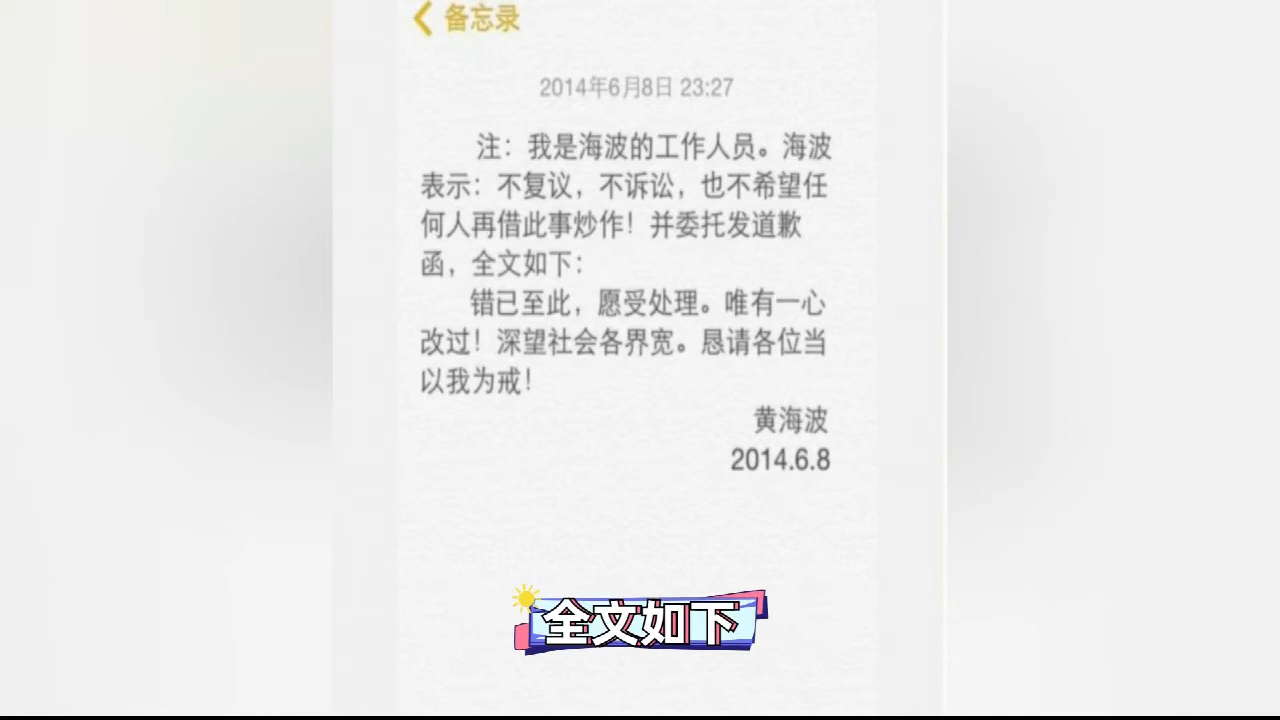 备忘录
2014年6月8日 23:27
注：我是海波的工作人员。海波
表示：不复议，不诉讼，也不希望任
何人再借此事炒作！并委托发道歉
函，全文如下：
错已至此，愿受处理。唯有一心
改过！深望社会各界宽。恳请各位当
以我为戒！
黄海波
2014.6.8
全文如下